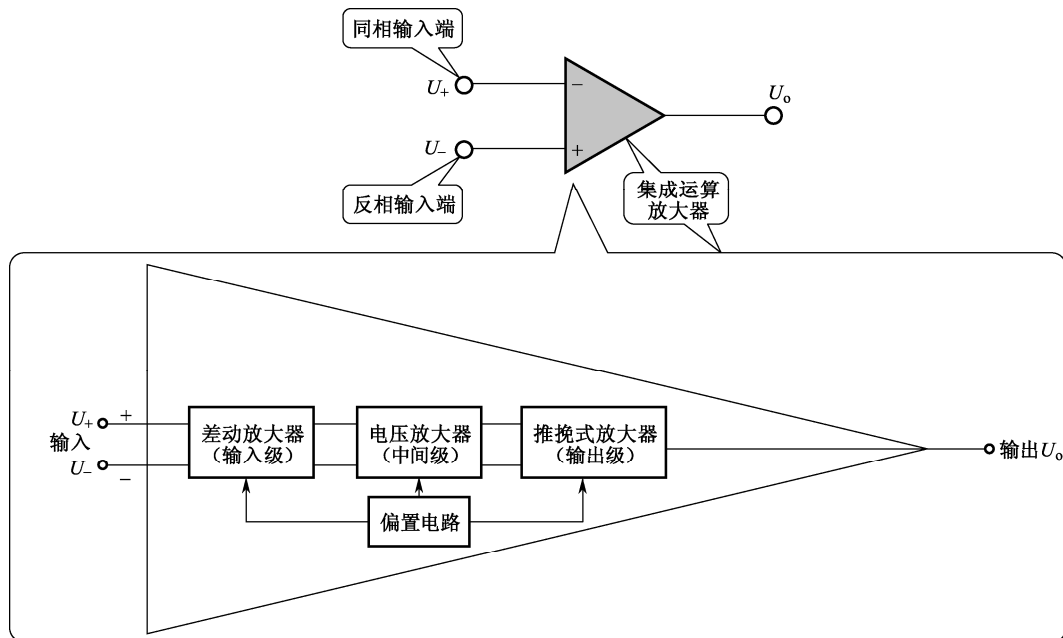 同相输入端
U+
−
Uo
U−
+
反相输入端
集成运算
放大器
U+
+
输入
U−
−
差动放大器
（输入级）
电压放大器
（中间级）
推挽式放大器
（输出级）
偏置电路
输出Uo